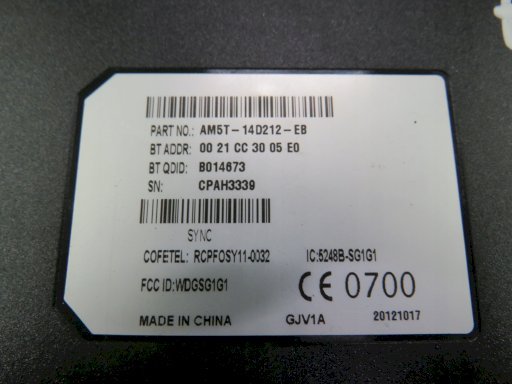 PART NO.: AM5T-14D212-EB
BT ADDR: 00 21 CC 30 05 E0
BT QDID: B014673
SN: CPAH3339
SYNC
COFETEL: RCPFOSY11-0032 IC:5248B-SG1G1
FCC ID:WDGSG1G1 CE 0700
MADE IN CHINA GJV1A 20121017